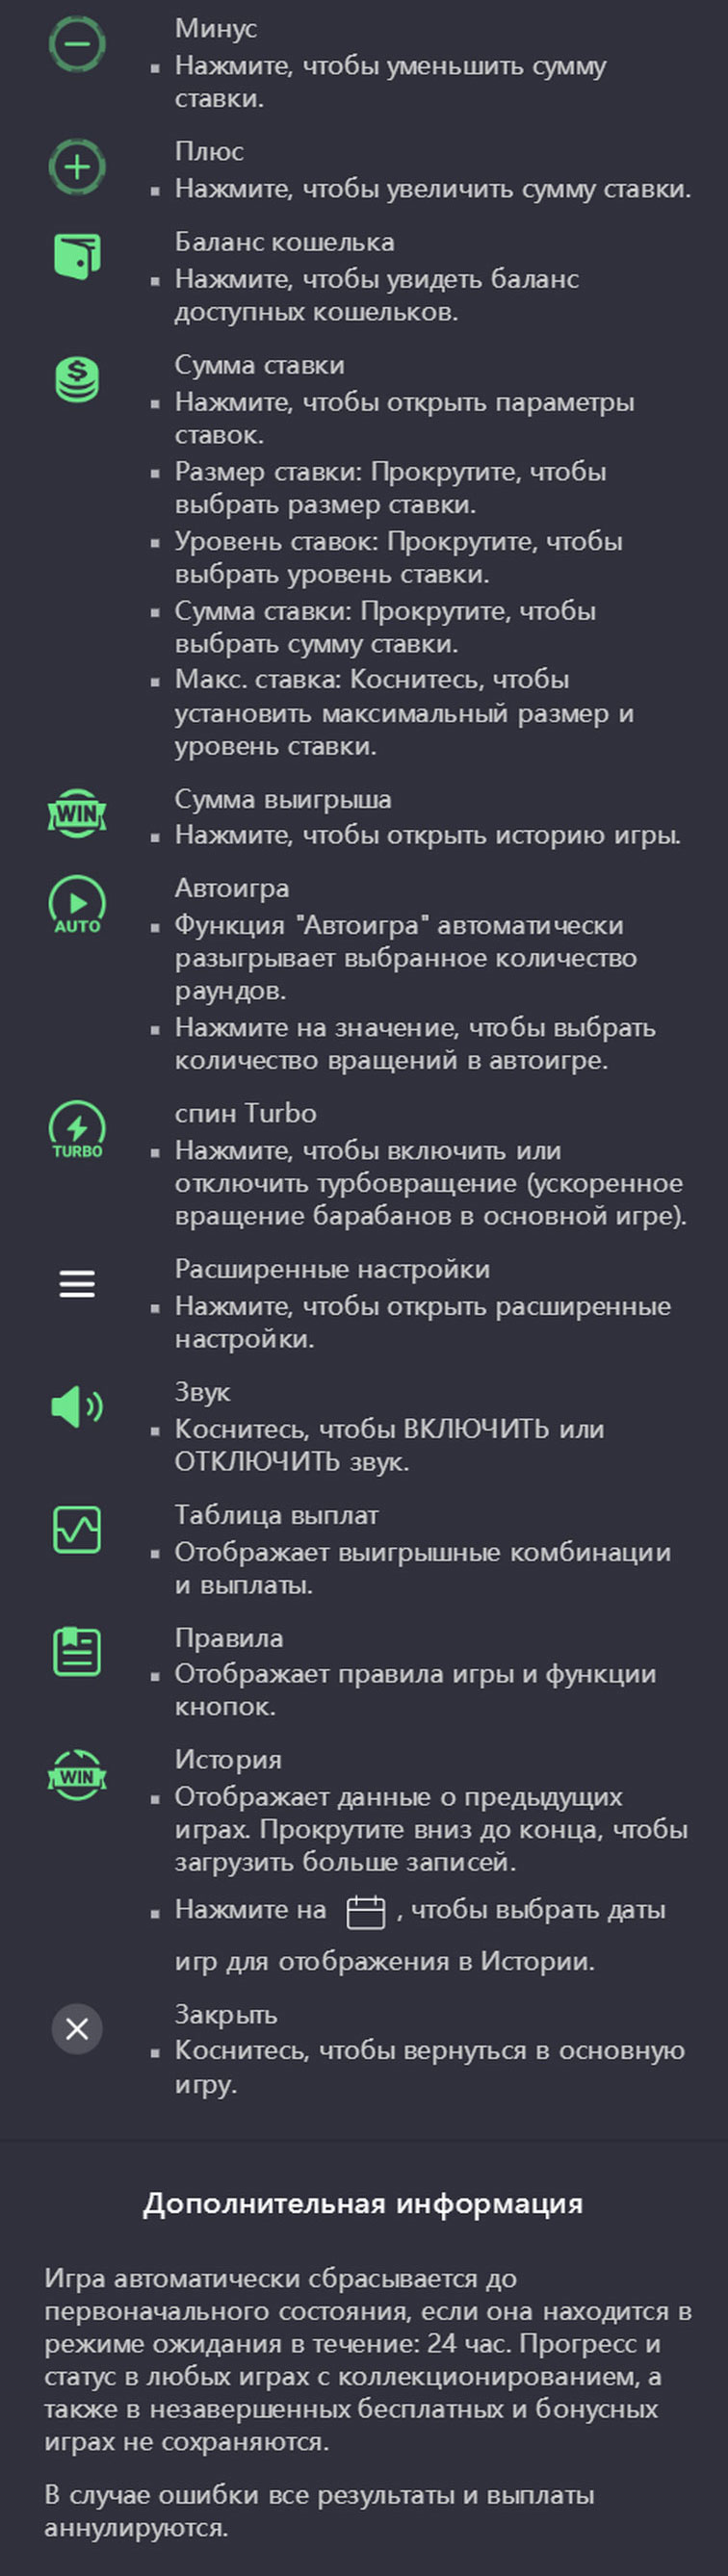 Минус
▪ Нажмите, чтобы уменьшить сумму
ставки.
Плюс
▪ Нажмите, чтобы увеличить сумму ставки.
Баланс кошелька
▪ Нажмите, чтобы увидеть баланс
доступных кошельков.
$
Сумма ставки
▪ Нажмите, чтобы открыть параметры
ставок.
▪ Размер ставки: Прокрутите, чтобы
выбрать размер ставки.
▪ Уровень ставок: Прокрутите, чтобы
выбрать уровень ставки.
▪ Сумма ставки: Прокрутите, чтобы
выбрать сумму ставки.
▪ Макс. ставка: Коснитесь, чтобы
установить максимальный размер и
уровень ставки.
WIN
Сумма выигрыша
▪ Нажмите, чтобы открыть историю игры.
AUTO
Автоигра
▪ Функция "Автоигра" автоматически
разыгрывает выбранное количество
раундов.
▪ Нажмите на значение, чтобы выбрать
количество вращений в автоигре.
TURBO
спин Turbo
▪ Нажмите, чтобы включить или
отключить турбовращение (ускоренное
вращение барабанов в основной игре).
Расширенные настройки
▪ Нажмите, чтобы открыть расширенные
настройки.
Звук
▪ Коснитесь, чтобы ВКЛЮЧИТЬ или
ОТКЛЮЧИТЬ звук.
Таблица выплат
▪ Отображает выигрышные комбинации
и выплаты.
Правила
▪ Отображает правила игры и функции
кнопок.
WIN
История
▪ Отображает данные о предыдущих
играх. Прокрутите вниз до конца, чтобы
загрузить больше записей.
▪ Нажмите на , чтобы выбрать даты
игр для отображения в Истории.
Закрыть
▪ Коснитесь, чтобы вернуться в основную
игру.
Дополнительная информация
Игра автоматически сбрасывается до
первоначального состояния, если она находится в
режиме ожидания в течение: 24 час. Прогресс и
статус в любых играх с коллекционированием, а
также в незавершенных бесплатных и бонусных
играх не сохраняются.
В случае ошибки все результаты и выплаты
аннулируются.